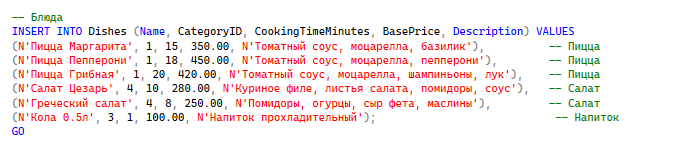 -- Блюда
INSERT INTO Dishes (Name, CategoryID, CookingTimeMinutes, BasePrice, Description) VALUES
(N'Пицца Маргарита', 1, 15, 350.00, N'Томатный соус, моцарелла, базилик'), -- Пицца
(N'Пицца Пепперони', 1, 18, 450.00, N'Томатный соус, моцарелла, пепперони'), -- Пицца
(N'Пицца Грибная', 1, 20, 420.00, N'Томатный соус, моцарелла, шампиньоны, лук'), -- Пицца
(N'Салат Цезарь', 4, 10, 280.00, N'Куриное филе, листья салата, помидоры, соус'), -- Салат
(N'Греческий салат', 4, 8, 250.00, N'Помидоры, огурцы, сыр фета, маслины'), -- Салат
(N'Кола 0.5л', 3, 1, 100.00, N'Напиток прохладительный'); -- Напиток
GO